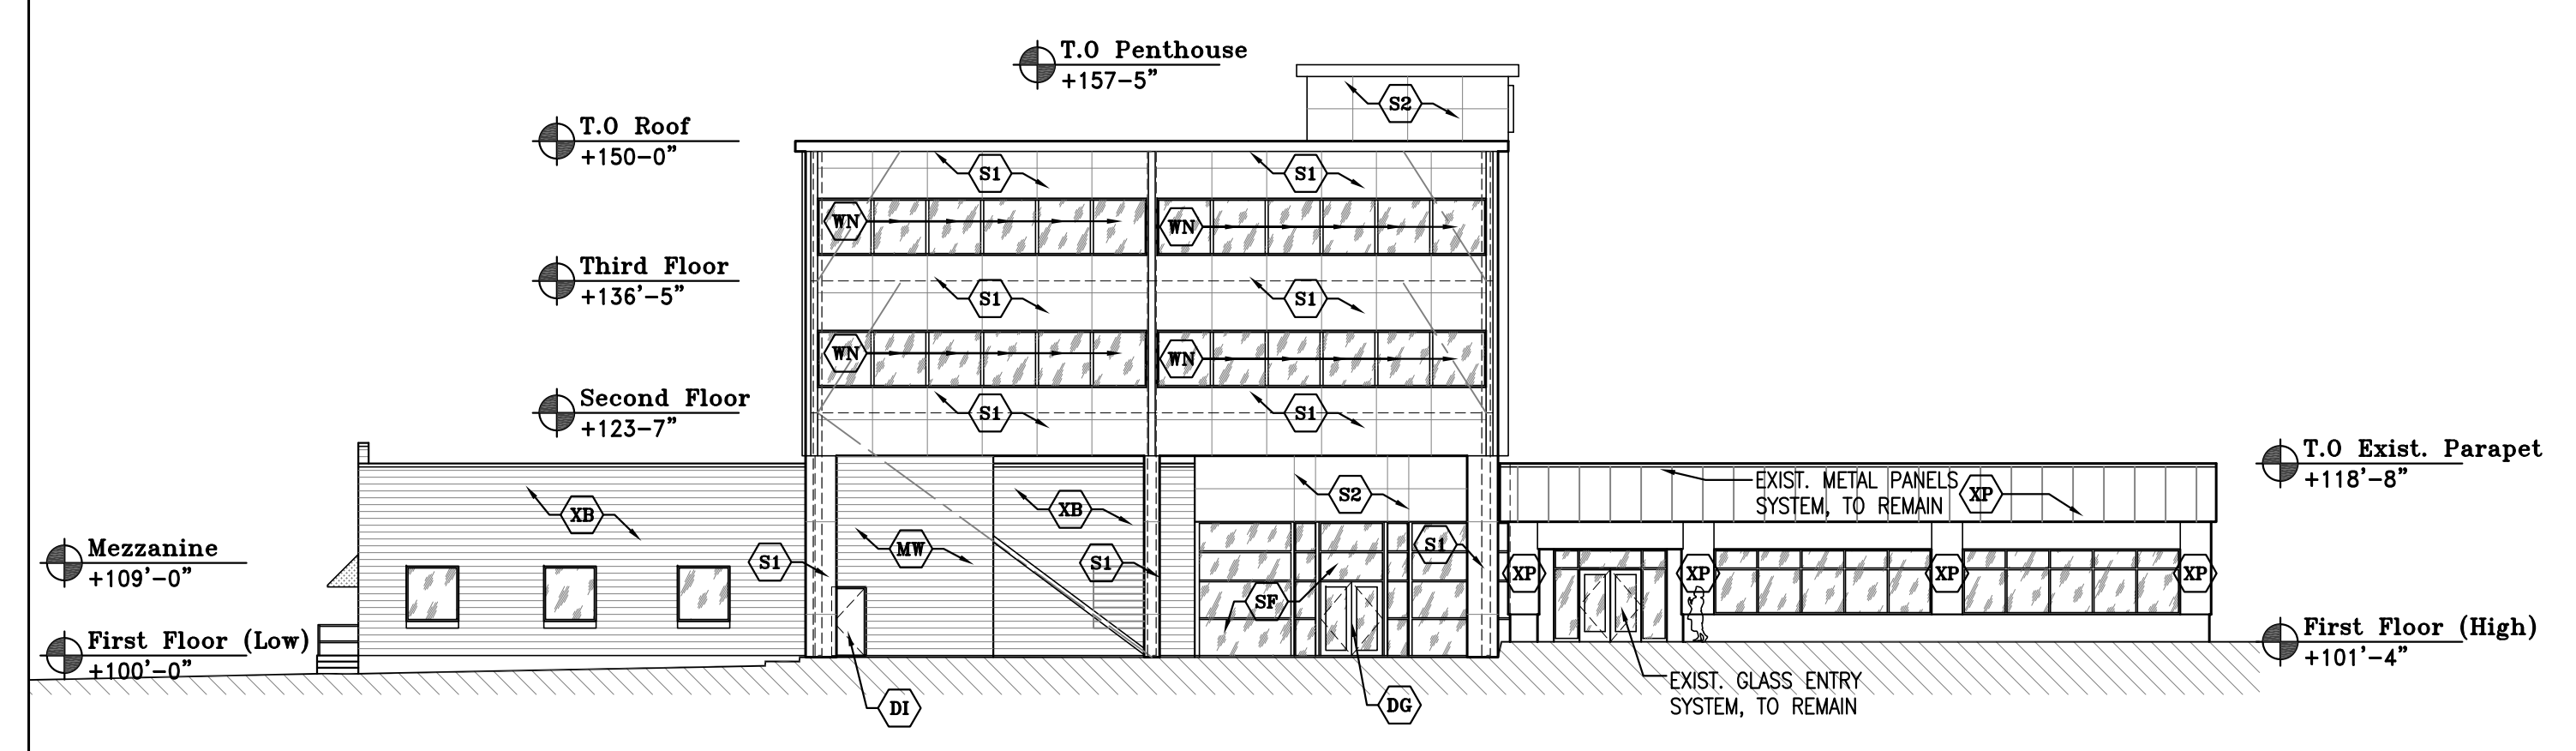 T.O Penthouse
+157-5"
S2
T.O Roof
+150-0"
S1
S1
WN
WN
Third Floor
+136'-5"
S1
S1
WN
WN
Second Floor
+123-7"
S1
S1
T.O Exist. Parapet
+118'-8"
EXIST. METAL PANELS
SYSTEM, TO REMAIN
XP
S2
XB
XB
Mezzanine
+109'-0"
S1
MW
S1
S1
SF
XP
XP
XP
XP
First Floor (Low)
+100'-0"
First Floor (High)
+101'-4"
EXIST. GLASS ENTRY
SYSTEM, TO REMAIN
DI
DG